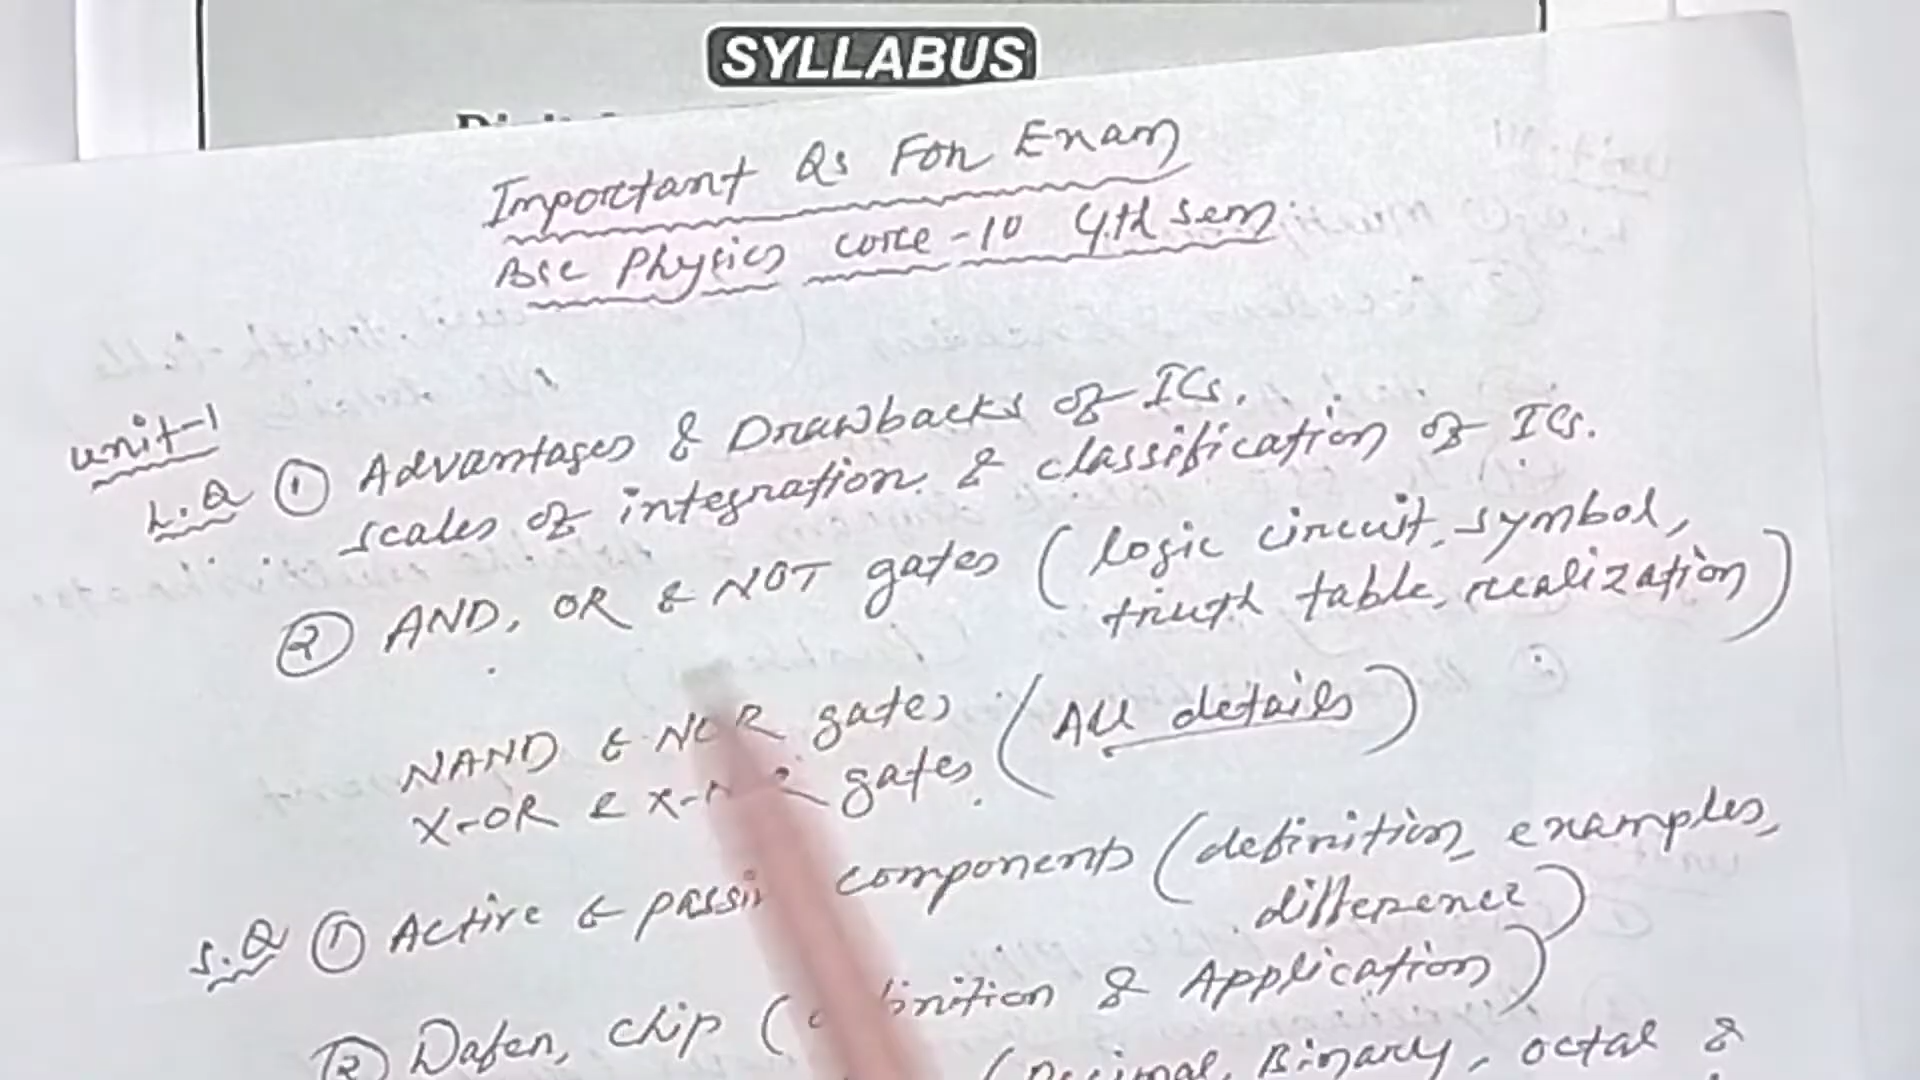 SYLLABUS
Important Qs For Exam
Bsc Physics core-10 4th sem.
unit-1
L.Q ① Advantages & Drawbacks of ICs.
scales of integration & classification of ICs.
② AND, OR & NOT gates (logic circuit, symbol,
truth table, realization)
NAND & NOR gates
X-OR & gates. (All details)
S.Q ① Active & components (definition, examples,
difference)
② Wafer, chip ( & Application)
(Decimal, Binary, octal &